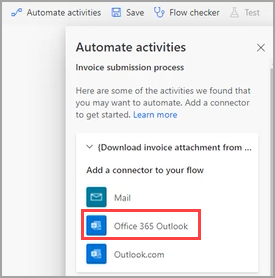 Automate activities Save Flow checker Test
Automate activities
Invoice submission process
Here are some of the activities we found that
you may want to automate. Add a connector
to get started. Learn more
(Download invoice attachment from ...
Add a connector to your flow
Mail
Office 365 Outlook
Outlook.com